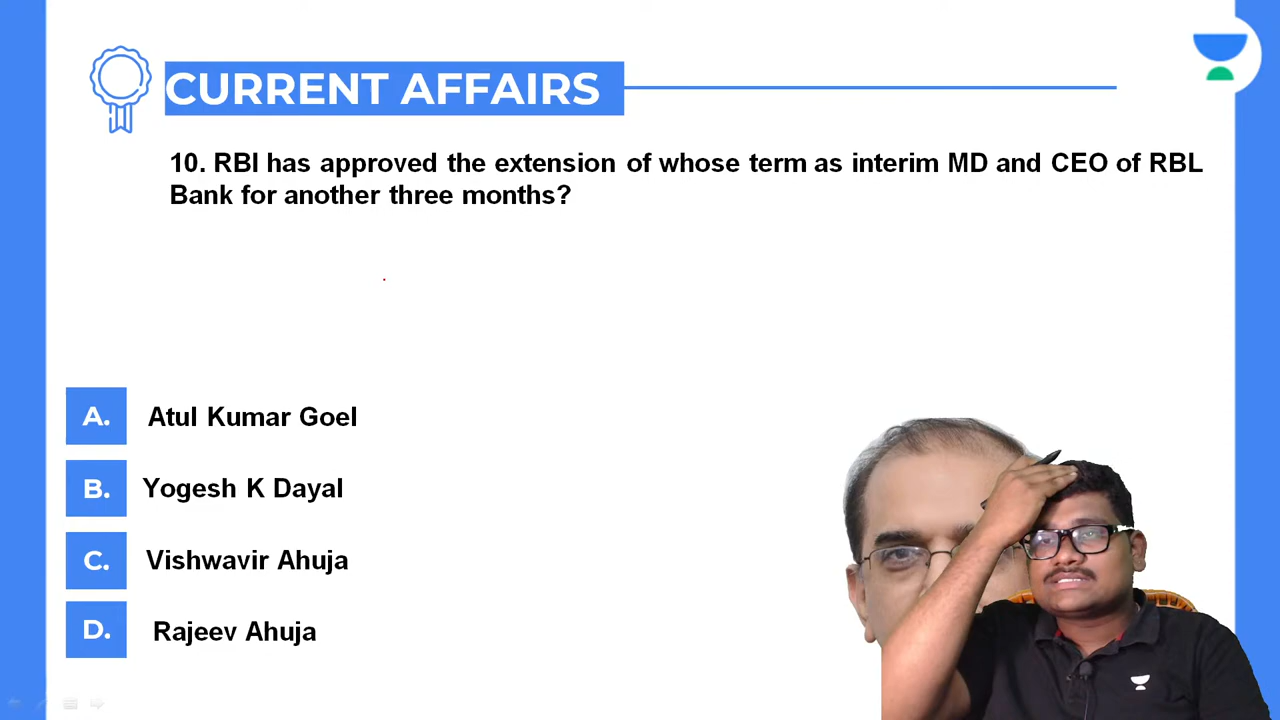 CURRENT AFFAIRS
10. RBI has approved the extension of whose term as interim MD and CEO of RBL
Bank for another three months?
A. Atul Kumar Goel
B. Yogesh K Dayal
C. Vishwavir Ahuja
D. Rajeev Ahuja